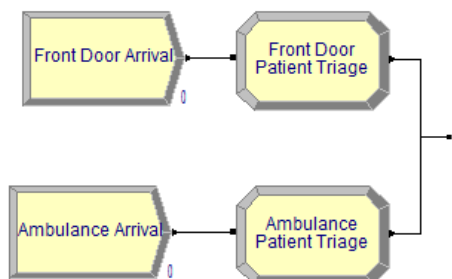 Front Door Arrival
0
Front Door
Patient Triage
Ambulance Arrival
0
Ambulance
Patient Triage